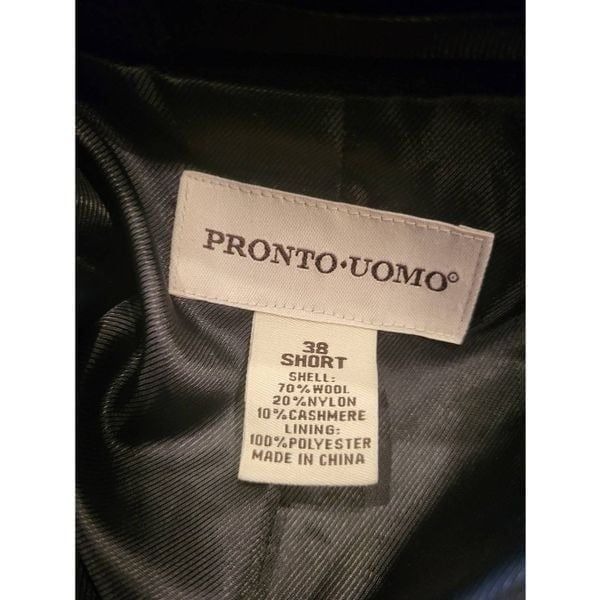 PRONTO·UOMO®
38
SHORT
SHELL:
70%WOOL
20%NYLON
10%CASHMERE
LINING:
100%POLYESTER
MADE IN CHINA